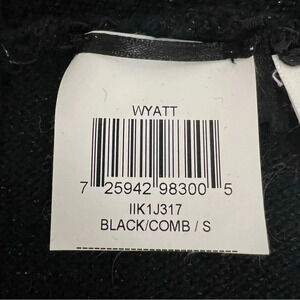 WYATT
7 25942 98300 5
IIK1J317
BLACK/COMB / S